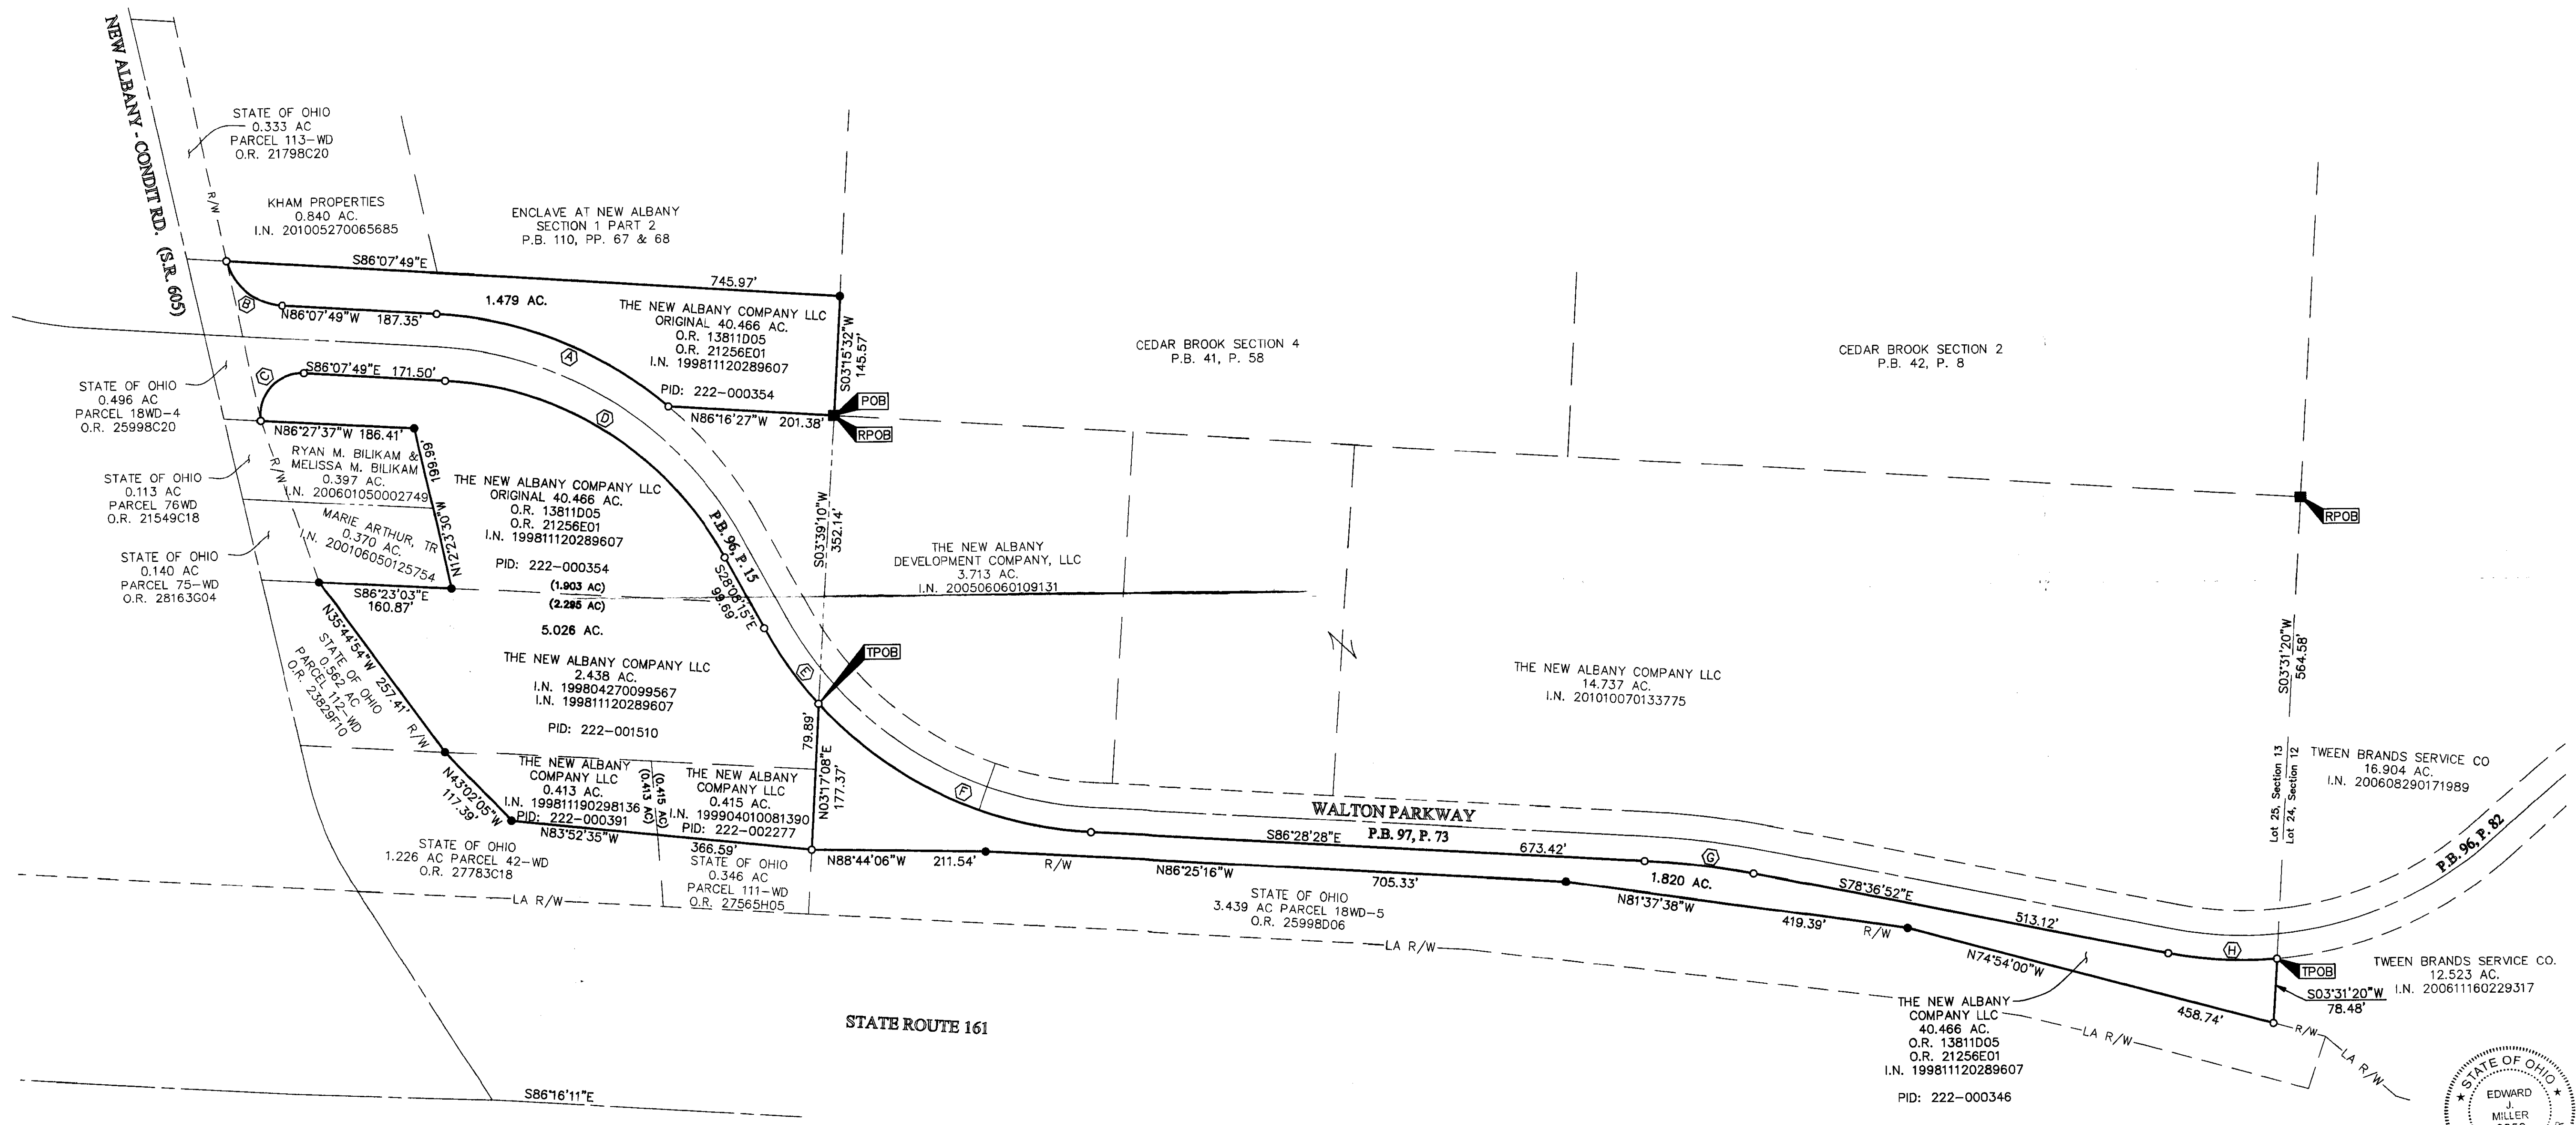 NEW ALBANY - CONDIT RD. (S.R. 605)
STATE OF OHIO
0.333 AC
PARCEL 113-WD
O.R. 21798C20
R/W
KHAM PROPERTIES
0.840 AC.
I.N. 201005270065685
ENCLAVE AT NEW ALBANY
SECTION 1 PART 2
P.B. 110, PP. 67 & 68
S86°07'49"E
745.97'
B
N86°07'49"W 187.35'
1.479 AC.
A
THE NEW ALBANY COMPANY LLC
ORIGINAL 40.466 AC.
O.R. 13811D05
O.R. 21256E01
I.N. 199811120289607
PID: 222-000354
S03°15'32"W
145.57'
POB
RPOB
N86°16'27"W 201.38'
CEDAR BROOK SECTION 4
P.B. 41, P. 58
CEDAR BROOK SECTION 2
P.B. 42, P. 8
RPOB
STATE OF OHIO
0.496 AC
PARCEL 18WD-4
O.R. 25998C20
C
S86°07'49"E 171.50'
D
N86°27'37"W 186.41'
RYAN M. BILIKAM &
MELISSA M. BILIKAM
0.397 AC.
I.N. 200601050002749
R/W
N12°23'30"W 199.99'
STATE OF OHIO
0.113 AC
PARCEL 76WD
O.R. 21549C18
MARIE ARTHUR, TR
0.370 AC.
I.N. 200106050125754
STATE OF OHIO
0.140 AC
PARCEL 75-WD
O.R. 28163G04
THE NEW ALBANY COMPANY LLC
ORIGINAL 40.466 AC.
O.R. 13811D05
O.R. 21256E01
I.N. 199811120289607
PID: 222-000354
(1.903 AC)
(2.295 AC)
5.026 AC.
P.B. 96, P. 15
S28°08'15"E
99.69'
S03°39'10"W
352.14'
THE NEW ALBANY
DEVELOPMENT COMPANY, LLC
3.713 AC.
I.N. 200506060109131
S86°23'03"E
160.87'
N35°44'54"W 257.41'
R/W
STATE OF OHIO
0.562 AC
PARCEL 112-WD
O.R. 23829F10
THE NEW ALBANY COMPANY LLC
2.438 AC.
I.N. 199804270099567
I.N. 199811120289607
PID: 222-001510
E
TPOB
THE NEW ALBANY COMPANY LLC
14.737 AC.
I.N. 201010070133775
S03°31'20"W
564.58'
Lot 25, Section 13
Lot 24, Section 12
TWEEN BRANDS SERVICE CO
16.904 AC.
I.N. 200608290171989
N43°02'05"W
117.39'
THE NEW ALBANY
COMPANY LLC
0.413 AC.
I.N. 199811190298136
PID: 222-000391
(0.413 AC)
(0.415 AC)
THE NEW ALBANY
COMPANY LLC
0.415 AC.
I.N. 199904010081390
PID: 222-002277
79.89'
N03°17'08"E
177.37'
F
N83°52'35"W
366.59'
STATE OF OHIO
1.226 AC PARCEL 42-WD
O.R. 27783C18
STATE OF OHIO
0.346 AC
PARCEL 111-WD
O.R. 27565H05
LA R/W
N88°44'06"W 211.54'
R/W
WALTON PARKWAY
P.B. 97, P. 73
S86°28'28"E
673.42'
G
N86°25'16"W
705.33'
1.820 AC.
S78°36'52"E
513.12'
H
STATE OF OHIO
3.439 AC PARCEL 18WD-5
O.R. 25998D06
LA R/W
N81°37'38"W
419.39'
R/W
N74°54'00"W
458.74'
P.B. 96, P. 82
TPOB
TWEEN BRANDS SERVICE CO.
12.523 AC.
I.N. 200611160229317
S03°31'20"W
78.48'
R/W
LA R/W
LA R/W
THE NEW ALBANY
COMPANY LLC
40.466 AC.
O.R. 13811D05
O.R. 21256E01
I.N. 199811120289607
PID: 222-000346
STATE ROUTE 161
S86°16'11"E
STATE OF OHIO
EDWARD
J.
MILLER